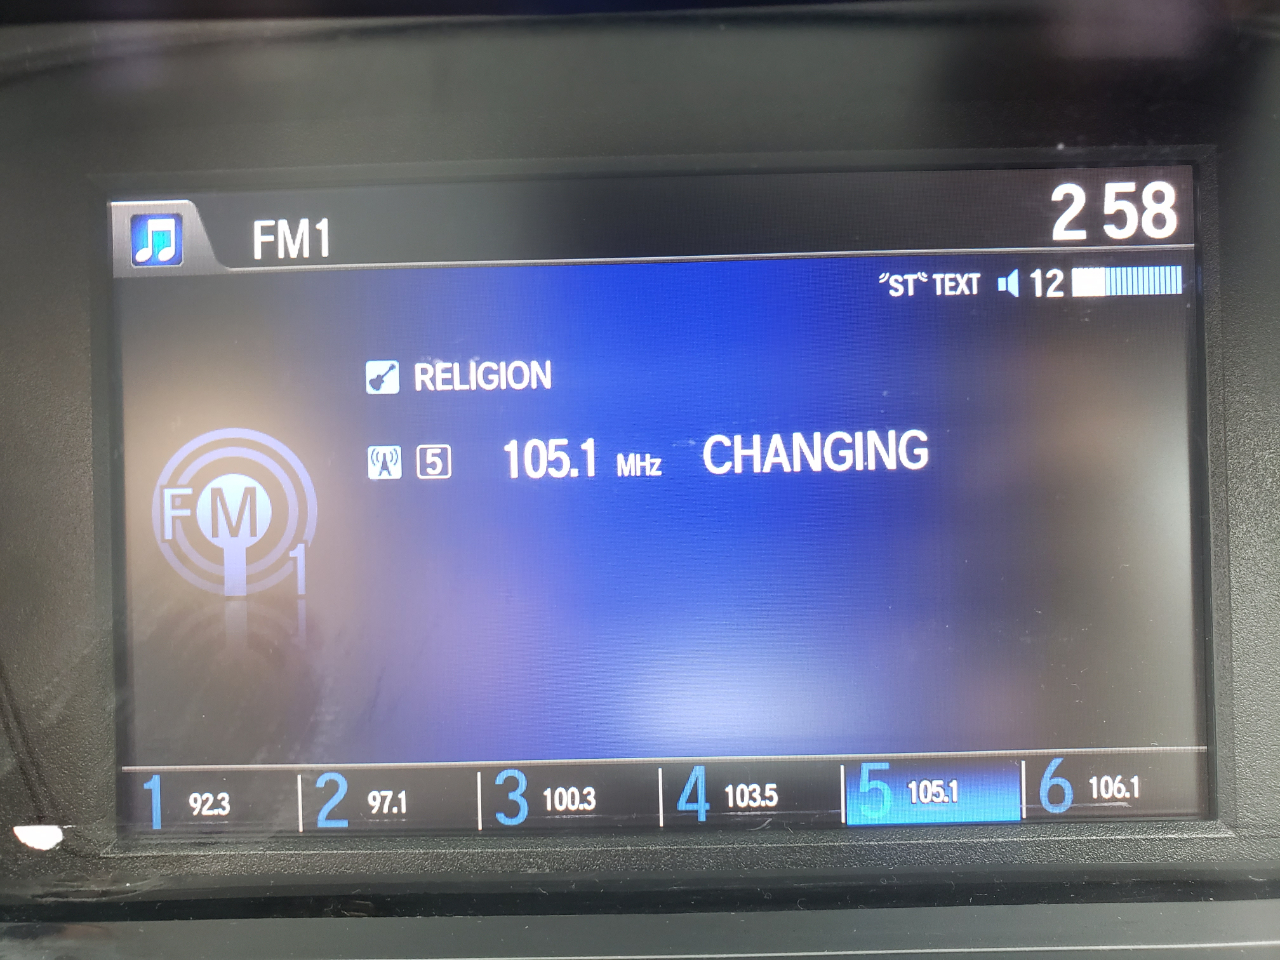 FM1 2 58
"ST" TEXT 12
RELIGION
5 105.1 MHz CHANGING
F M 1
1 92.3 2 97.1 3 100.3 4 103.5 5 105.1 6 106.1